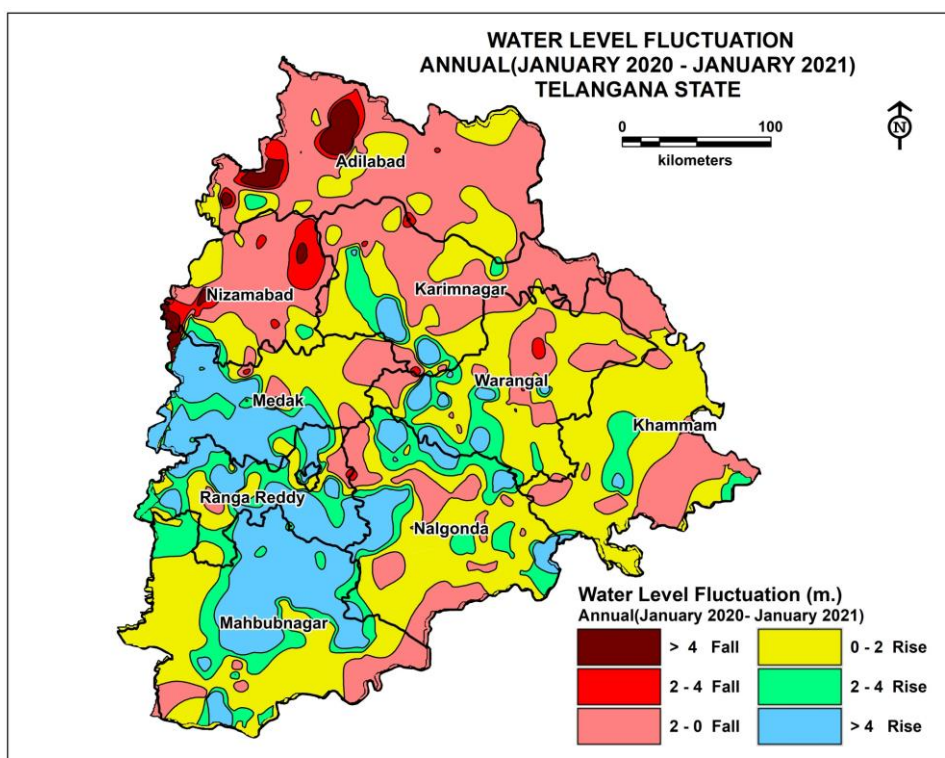 WATER LEVEL FLUCTUATION
ANNUAL(JANUARY 2020 - JANUARY 2021)
TELANGANA STATE
0 100
kilometers
N
Adilabad
Nizamabad
Karimnagar
Medak
Warangal
Khammam
Ranga Reddy
Nalgonda
Mahbubnagar
Water Level Fluctuation (m.)
Annual(January 2020- January 2021)
> 4 Fall
0 - 2 Rise
2 - 4 Fall
2 - 4 Rise
2 - 0 Fall
> 4 Rise